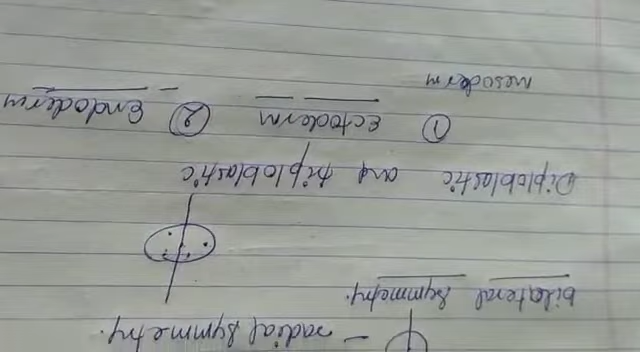 - radial symmetry.
bilateral symmetry.
Diploblastic and triploblastic
① Ectoderm ② Endoderm
mesoderm